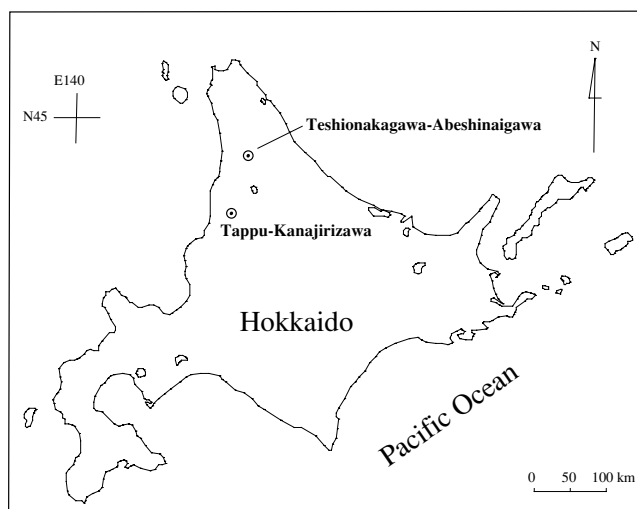 N
E140
N45
Teshionakagawa-Abeshinaigawa
Tappu-Kanajirizawa
Hokkaido
Pacific Ocean
0 50 100 km